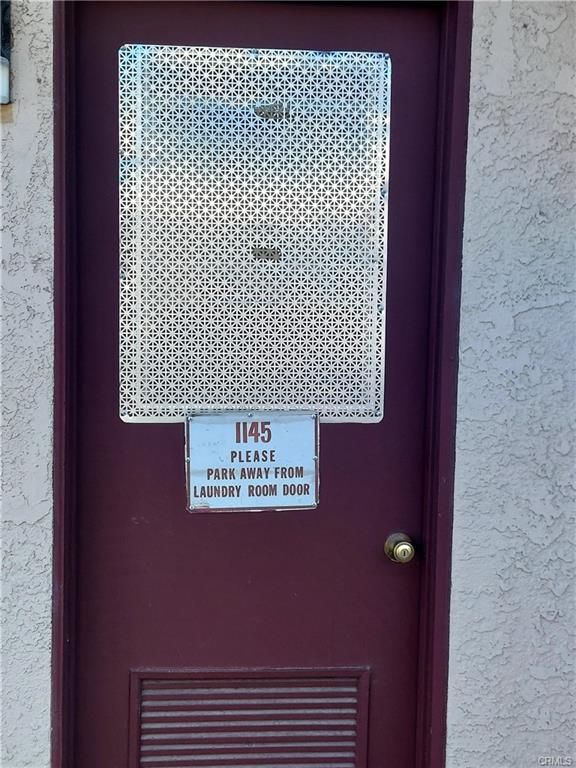 1145
PLEASE
PARK AWAY FROM
LAUNDRY ROOM DOOR
CRMLS